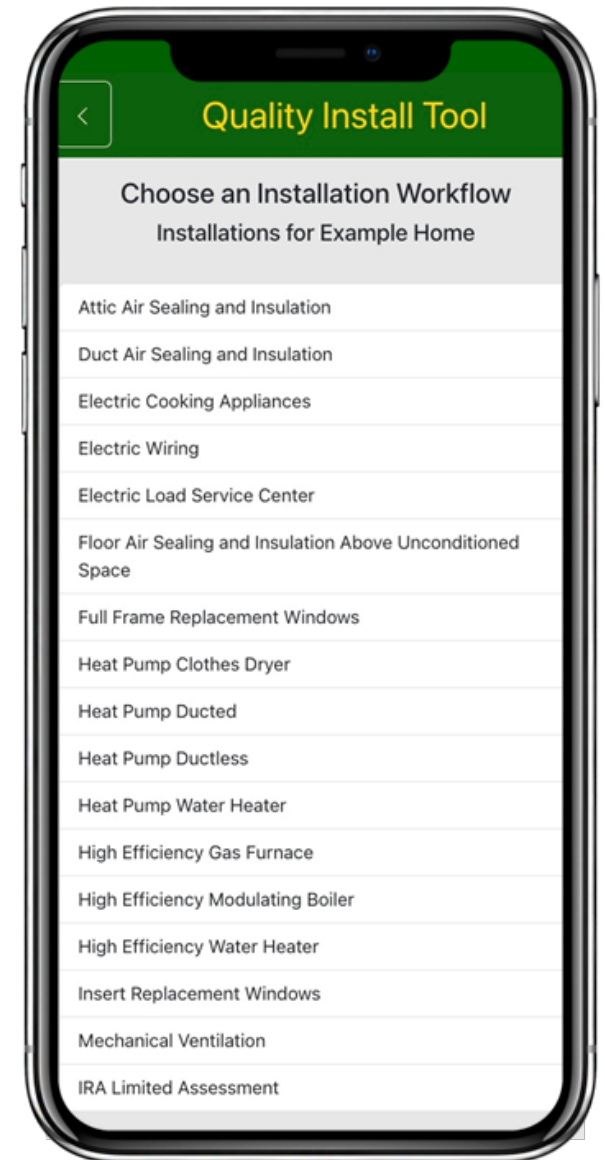 Quality Install Tool
Choose an Installation Workflow
Installations for Example Home
Attic Air Sealing and Insulation
Duct Air Sealing and Insulation
Electric Cooking Appliances
Electric Wiring
Electric Load Service Center
Floor Air Sealing and Insulation Above Unconditioned
Space
Full Frame Replacement Windows
Heat Pump Clothes Dryer
Heat Pump Ducted
Heat Pump Ductless
Heat Pump Water Heater
High Efficiency Gas Furnace
High Efficiency Modulating Boiler
High Efficiency Water Heater
Insert Replacement Windows
Mechanical Ventilation
IRA Limited Assessment